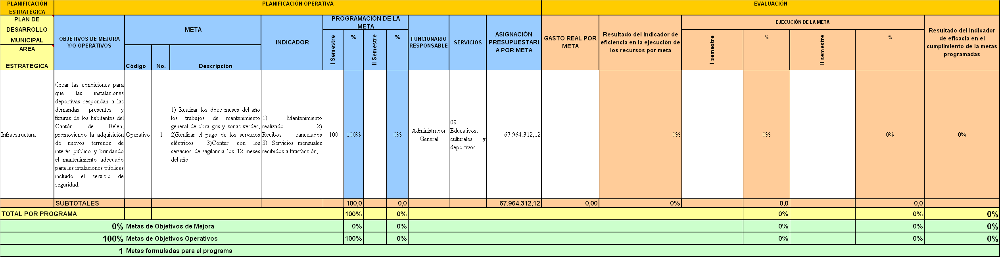 PLANIFICACIÓN
ESTRATÉGICA
PLANIFICACIÓN OPERATIVA
EVALUACIÓN
PLAN DE
DESARROLLO
MUNICIPAL
AREA
ESTRATÉGICA
OBJETIVOS DE MEJORA
Y/O OPERATIVOS
META
Código
No.
Descripción
INDICADOR
PROGRAMACIÓN DE LA
META
I Semestre
%
II Semestre
%
FUNCIONARIO
RESPONSABLE
SERVICIOS
ASIGNACIÓN
PRESUPUESTARI
A POR META
GASTO REAL POR
META
Resultado del indicador de
eficiencia en la ejecución de
los recursos por meta
EJECUCIÓN DE LA META
I semestre
%
II semestre
%
Resultado del indicador
de eficacia en el
cumplimiento de la metas
programadas
Infraestructura
Crear las condiciones para
que las instalaciones
deportivas respondan a las
demandas presentes y
futuras de los habitantes del
Cantón de Belén,
promoviendo la adquisición
de nuevos terrenos de
interés público y brindando
el mantenimiento adecuado
para las intalaciones públicas
incluido el servicio de
seguridad.
Operativo
1
1) Realizar los doce meses del año
los trabajos de mantenimiento
general de obra gris y zonas verdes,
2)Realizar el pago de los servicios
eléctricos 3)Contar con los
servicios de vigilancia los 12 meses
del año
1) Mantenimiento
realizado 2)
Recibos cancelados
3) Servicios mensuales
recibidos a fatisfacción,
100
100%
0%
Administrador
General
09
Educativos,
culturales y
deportivos
67.964.312,12
0%
0%
0%
0%
SUBTOTALES 100,0 0,0 67.964.312,12 0,00 0% 0,0 0,0
TOTAL POR PROGRAMA 100% 0% 0% 0% 0%
0% Metas de Objetivos de Mejora 0% 0% 0% 0% 0%
100% Metas de Objetivos Operativos 100% 0% 0% 0% 0%
1 Metas formuladas para el programa